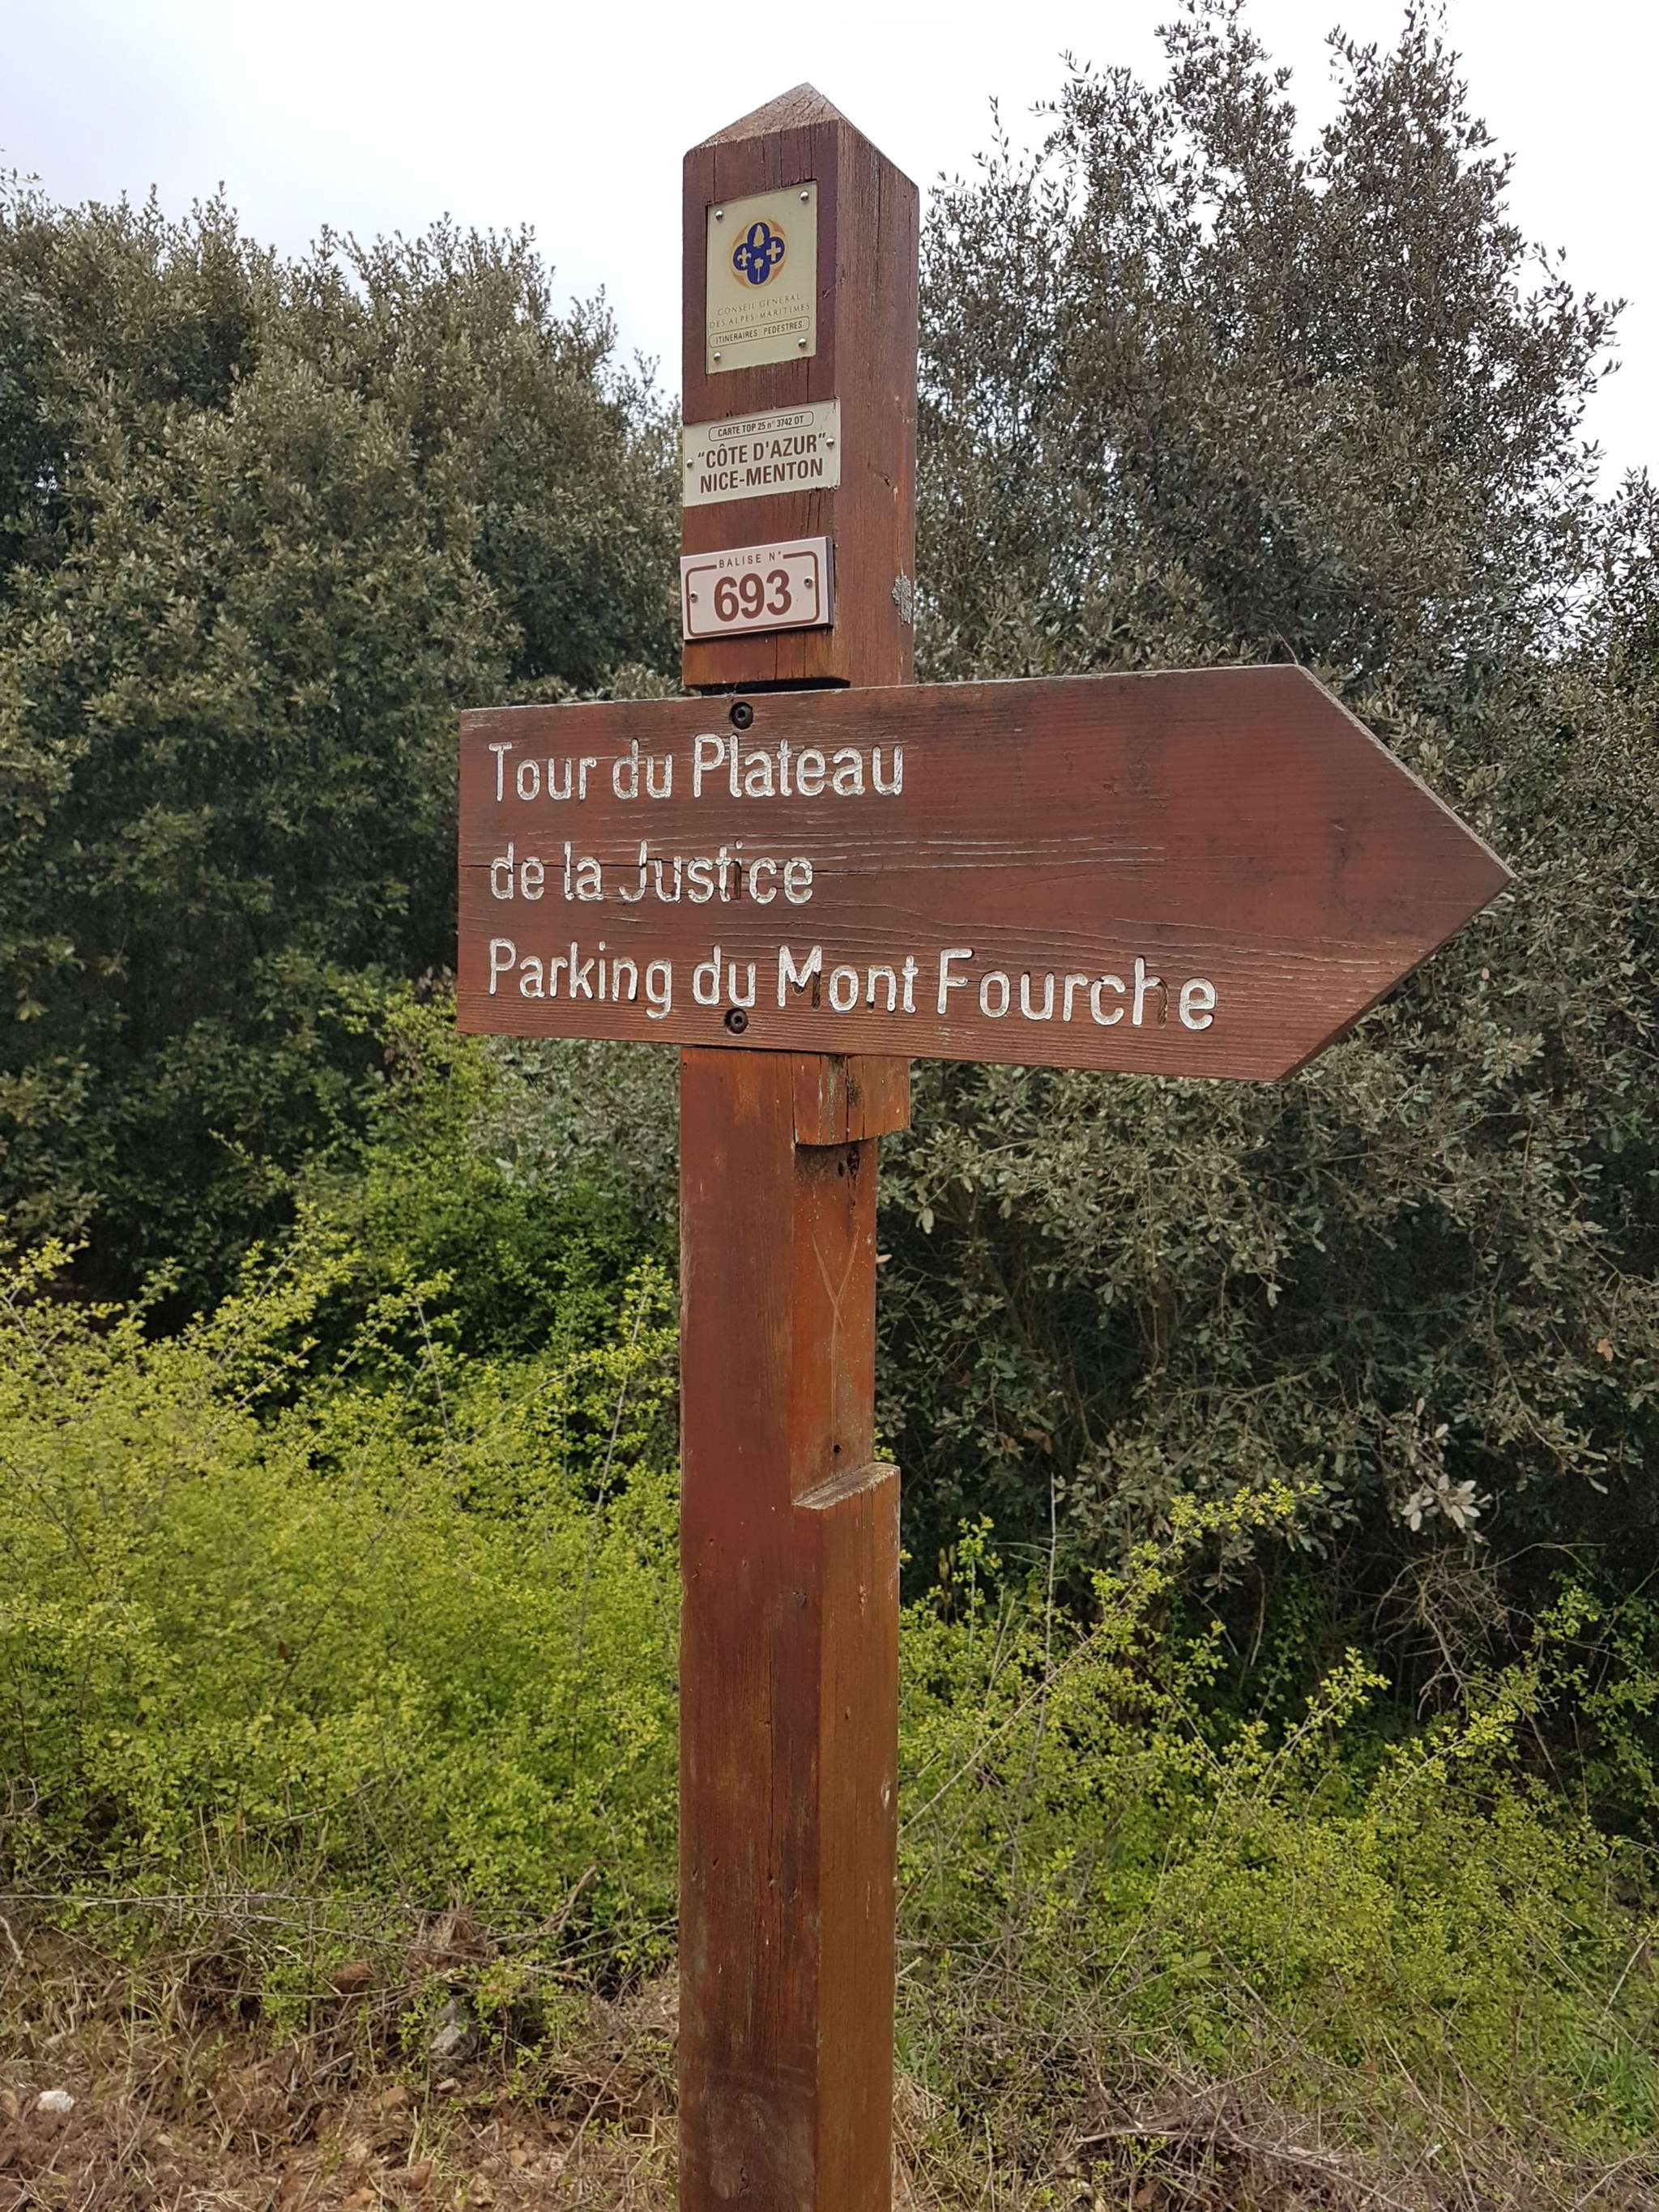 CONSEIL GENERAL
DES ALPES-MARITIMES
ITINERAIRES PEDESTRES
CARTE TOP 25 n° 3742 OT
"CÔTE D'AZUR"
NICE-MENTON
BALISE N°
693
Tour du Plateau
de la Justice
Parking du Mont Fourche